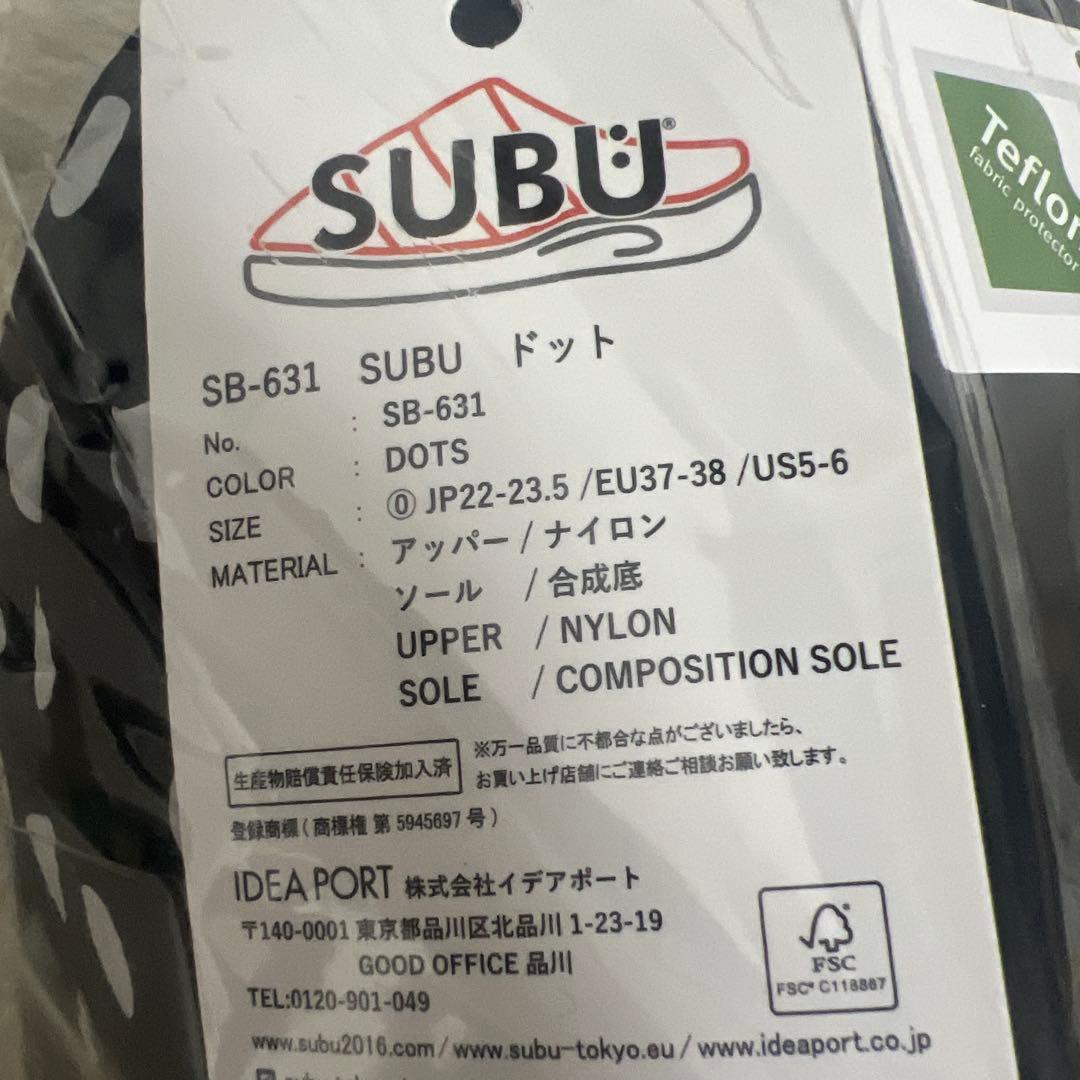 SUBU®
Teflon
fabric protector
SB-631 SUBU ドット
No. : SB-631
COLOR : DOTS
SIZE : ⓪ JP22-23.5 /EU37-38 /US5-6
MATERIAL : アッパー / ナイロン
ソール / 合成底
UPPER / NYLON
SOLE / COMPOSITION SOLE
生産物賠償責任保険加入済
※万一品質に不都合な点がございましたら、
お買い上げ店舗にご連絡ご相談お願い致します。
登録商標 ( 商標権 第 5945697 号 )
IDEA PORT 株式会社イデアポート
〒140-0001 東京都品川区北品川 1-23-19
GOOD OFFICE 品川
TEL:0120-901-049
FSC
FSC® C118867
www.subu2016.com / www.subu-tokyo.eu / www.ideaport.co.jp